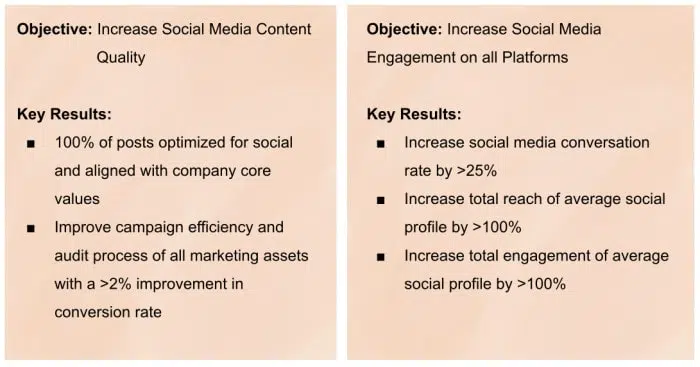 Objective: Increase Social Media Content
Quality
Key Results:
■ 100% of posts optimized for social
and aligned with company core
values
■ Improve campaign efficiency and
audit process of all marketing assets
with a >2% improvement in
conversion rate
Objective: Increase Social Media
Engagement on all Platforms
Key Results:
■ Increase social media conversation
rate by >25%
■ Increase total reach of average social
profile by >100%
■ Increase total engagement of average
social profile by >100%